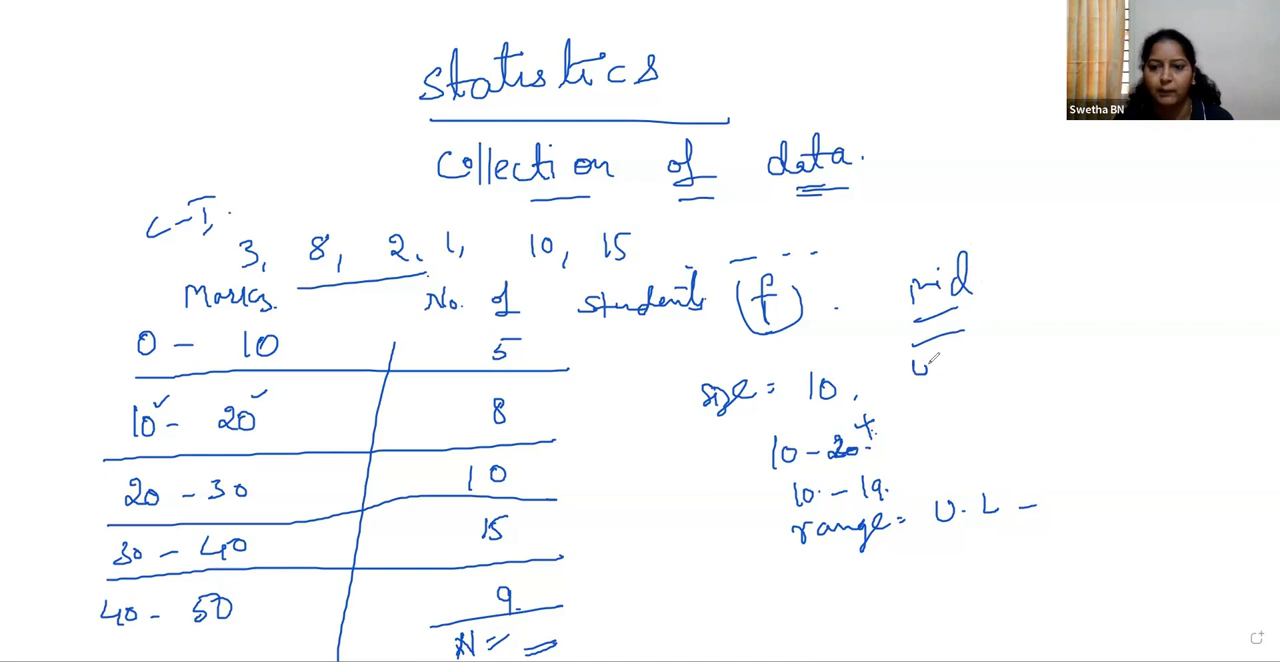 Statistics
Swetha BN
Collection of data.
C-I.
3, 8, 2, 1, 10, 15 - - -
Marks. No. of students (f). mid
0 - 10 5
size = 10.
10 - 20 8
10 - 20
20 - 30 10
10. - 19.
range = U.L -
30 - 40 15
40 - 50 9.
N =